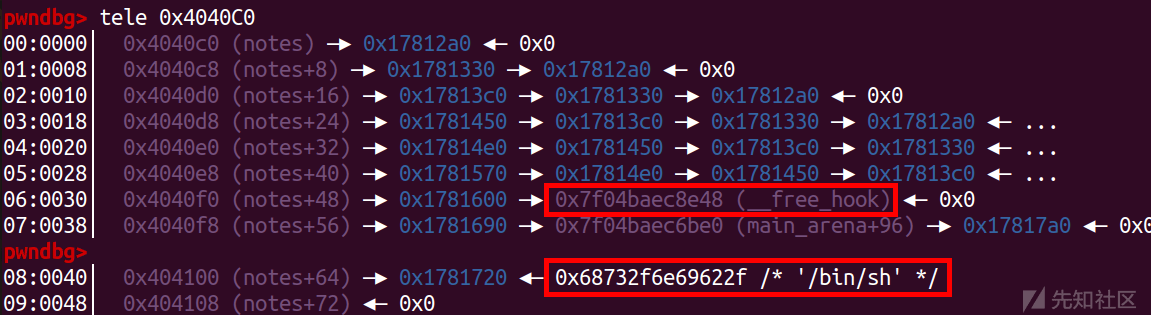 pwndbg> tele 0x4040C0
00:0000│ 0x4040c0 (notes) —▸ 0x17812a0 ◂— 0x0
01:0008│ 0x4040c8 (notes+8) —▸ 0x1781330 —▸ 0x17812a0 ◂— 0x0
02:0010│ 0x4040d0 (notes+16) —▸ 0x17813c0 —▸ 0x1781330 —▸ 0x17812a0 ◂— 0x0
03:0018│ 0x4040d8 (notes+24) —▸ 0x1781450 —▸ 0x17813c0 —▸ 0x1781330 —▸ 0x17812a0 ◂— ...
04:0020│ 0x4040e0 (notes+32) —▸ 0x17814e0 —▸ 0x1781450 —▸ 0x17813c0 —▸ 0x1781330 ◂— ...
05:0028│ 0x4040e8 (notes+40) —▸ 0x1781570 —▸ 0x17814e0 —▸ 0x1781450 —▸ 0x17813c0 ◂— ...
06:0030│ 0x4040f0 (notes+48) —▸ 0x1781600 —▸ 0x7f04baec8e48 (__free_hook) ◂— 0x0
07:0038│ 0x4040f8 (notes+56) —▸ 0x1781690 —▸ 0x7f04baec6be0 (main_arena+96) —▸ 0x17817a0 ◂— 0x0
pwndbg>
08:0040│ 0x404100 (notes+64) —▸ 0x1781720 ◂— 0x68732f6e69622f /* '/bin/sh' */
09:0048│ 0x404108 (notes+72) ◂— 0x0
先知社区